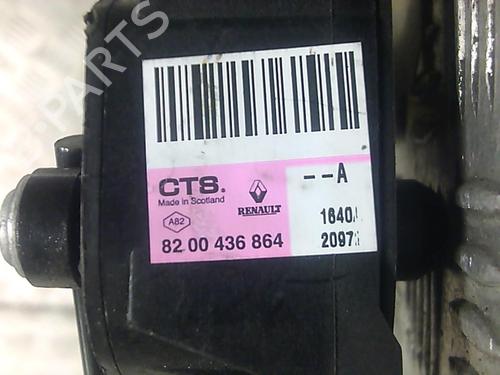 B-PARTS
CTS.
Made in Scotland
A82
RENAULT
82 00 436 864
--A
1640
2097